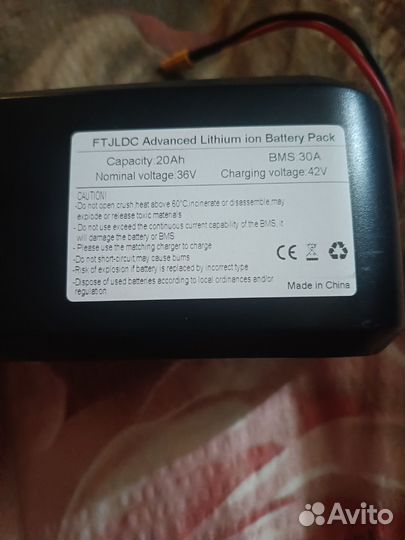 FTJLDC Advanced Lithium ion Battery Pack
Capacity:20Ah BMS:30A
Nominal voltage:36V Charging voltage:42V
CAUTION!
-Do not open,crush,heat above 60°C,incinerate or disassemble,may
explode or release toxic materials
- Do not use exceed the continuous current capability of the BMS, it
will damage the battery or BMS
- Please use the matching charger to charge
-Do not short-circuit,may cause burns
-Risk of explosion if battery is replaced by incorrect type
-Dispose of used batteries according to local ordinances and/or
regulation
CE
Made in China
Avito